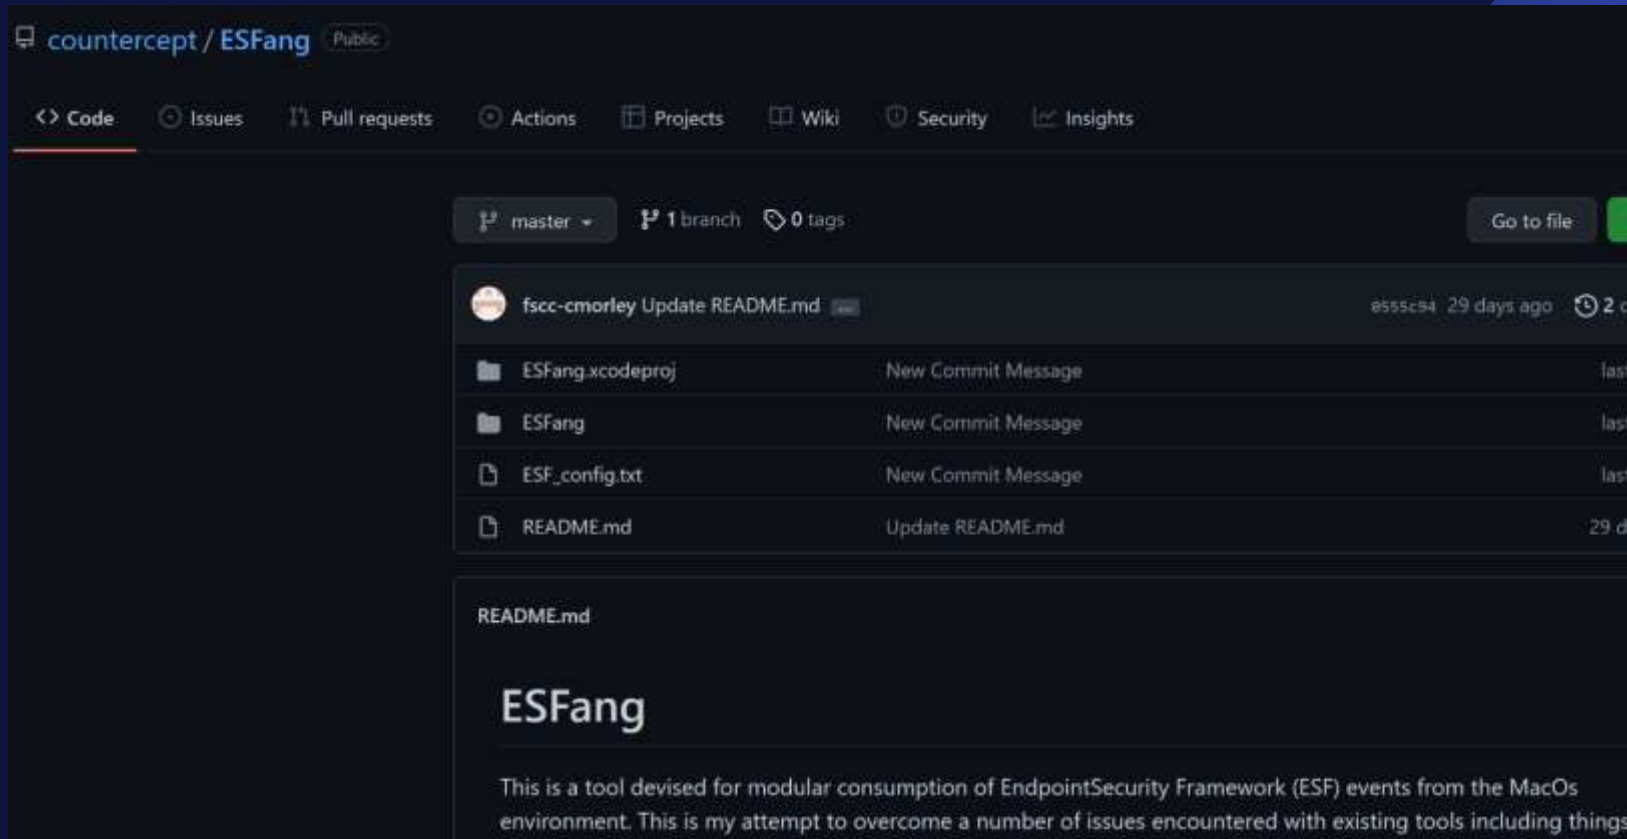 countercept / ESFang Public
Code Issues Pull requests Actions Projects Wiki Security Insights
master 1 branch 0 tags Go to file
fscc-cmorley Update README.md ... 29 days ago 2
ESFang.xcodeproj New Commit Message
ESFang New Commit Message
ESF_config.txt New Commit Message
README.md Update README.md 29 d
README.md
ESFang
This is a tool devised for modular consumption of EndpointSecurity Framework (ESF) events from the MacOs
environment. This is my attempt to overcome a number of issues encountered with existing tools including things